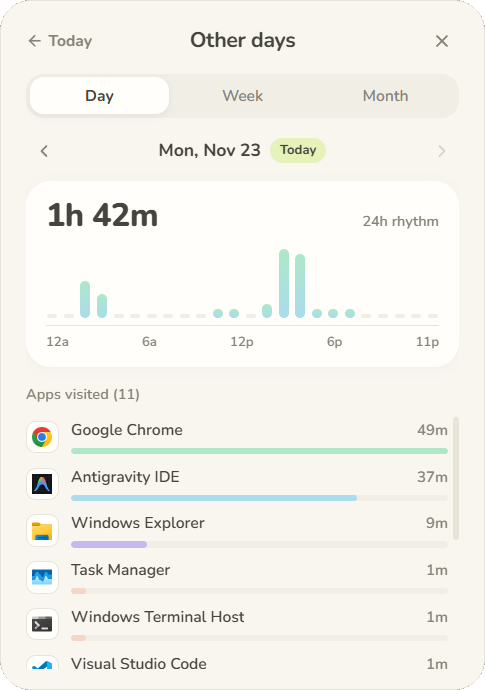 Today
Other days
Day Week Month
Mon, Nov 23 Today
1h 42m
24h rhythm
12a 6a 12p 6p 11p
Apps visited (11)
Google Chrome 49m
Antigravity IDE 37m
Windows Explorer 9m
Task Manager 1m
Windows Terminal Host 1m
Visual Studio Code 1m